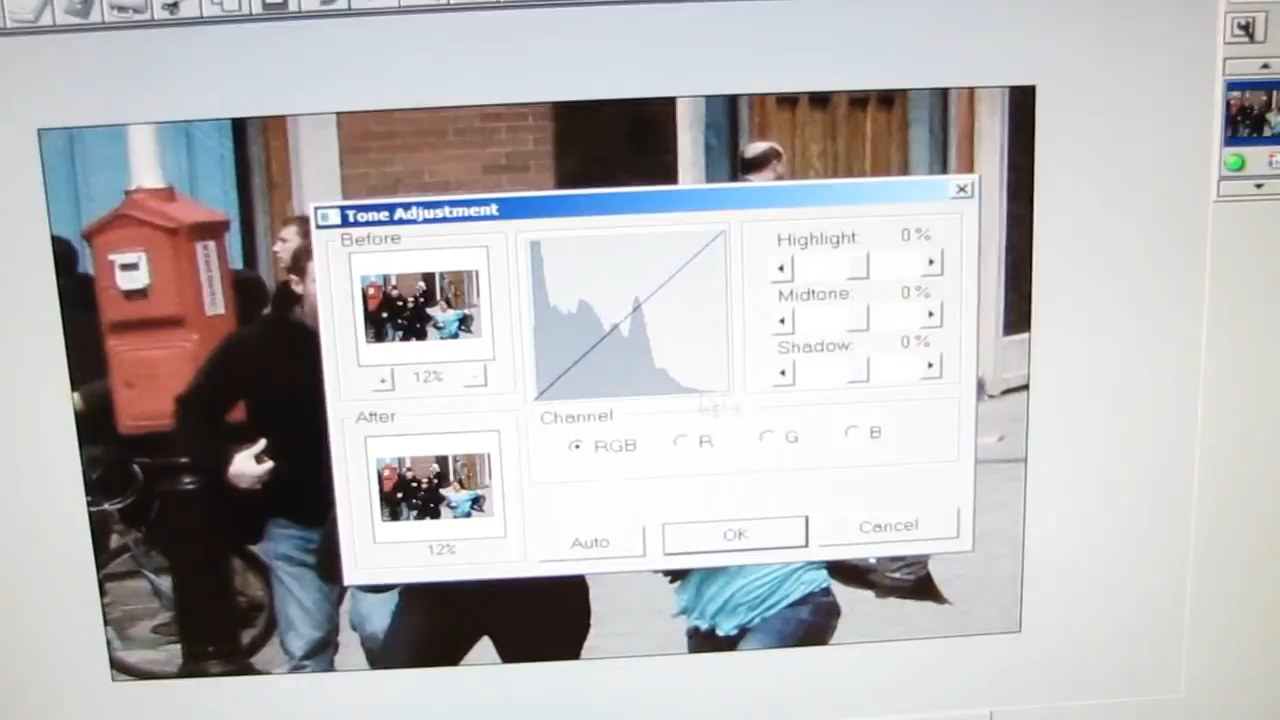 Tone Adjustment
Before
Highlight: 0%
Midtone: 0%
Shadow: 0%
+ 12% -
After
Channel
RGB R G B
12%
Auto OK Cancel